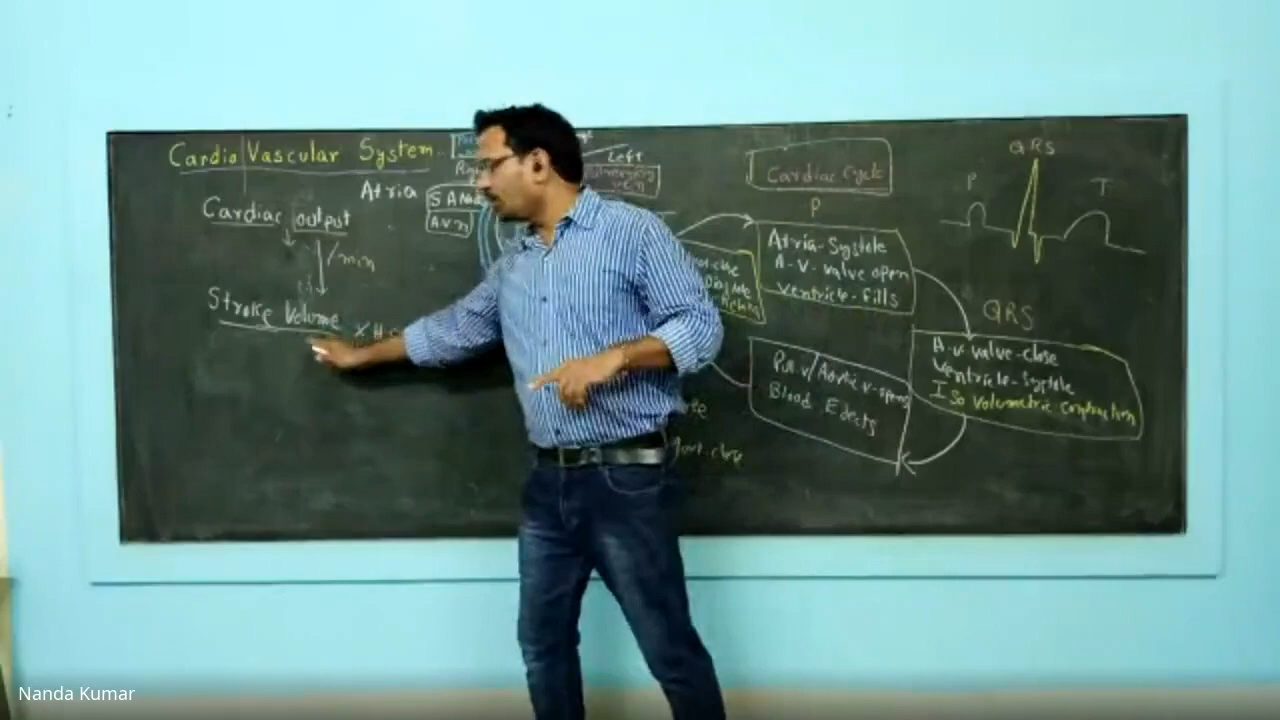 Cardio Vascular System
Cardiac output
/min
Stroke Volume X H
Atria
S A Node
A V N
Left
Cardiac Cycle
P
Atria-Systole
A-V-valve open
Ventricle-Fills
QRS
P
T
QRS
A-V valve-close
Ventricle-Systole
Iso Volumetric contraction
Pul.v/Aortic v-opens
Blood Ejects
Nanda Kumar